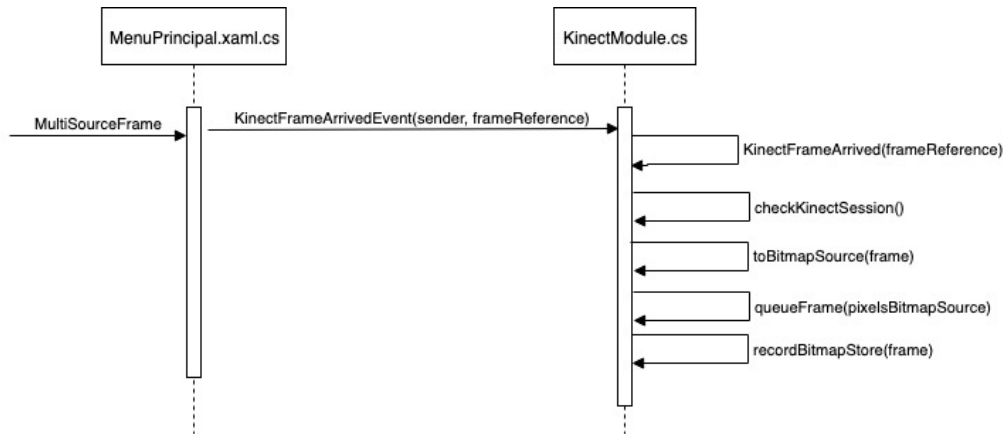 MenuPrincipal.xaml.cs
KinectModule.cs
MultiSourceFrame
KinectFrameArrivedEvent(sender, frameReference)
KinectFrameArrived(frameReference)
checkKinectSession()
toBitmapSource(frame)
queueFrame(pixelsBitmapSource)
recordBitmapStore(frame)